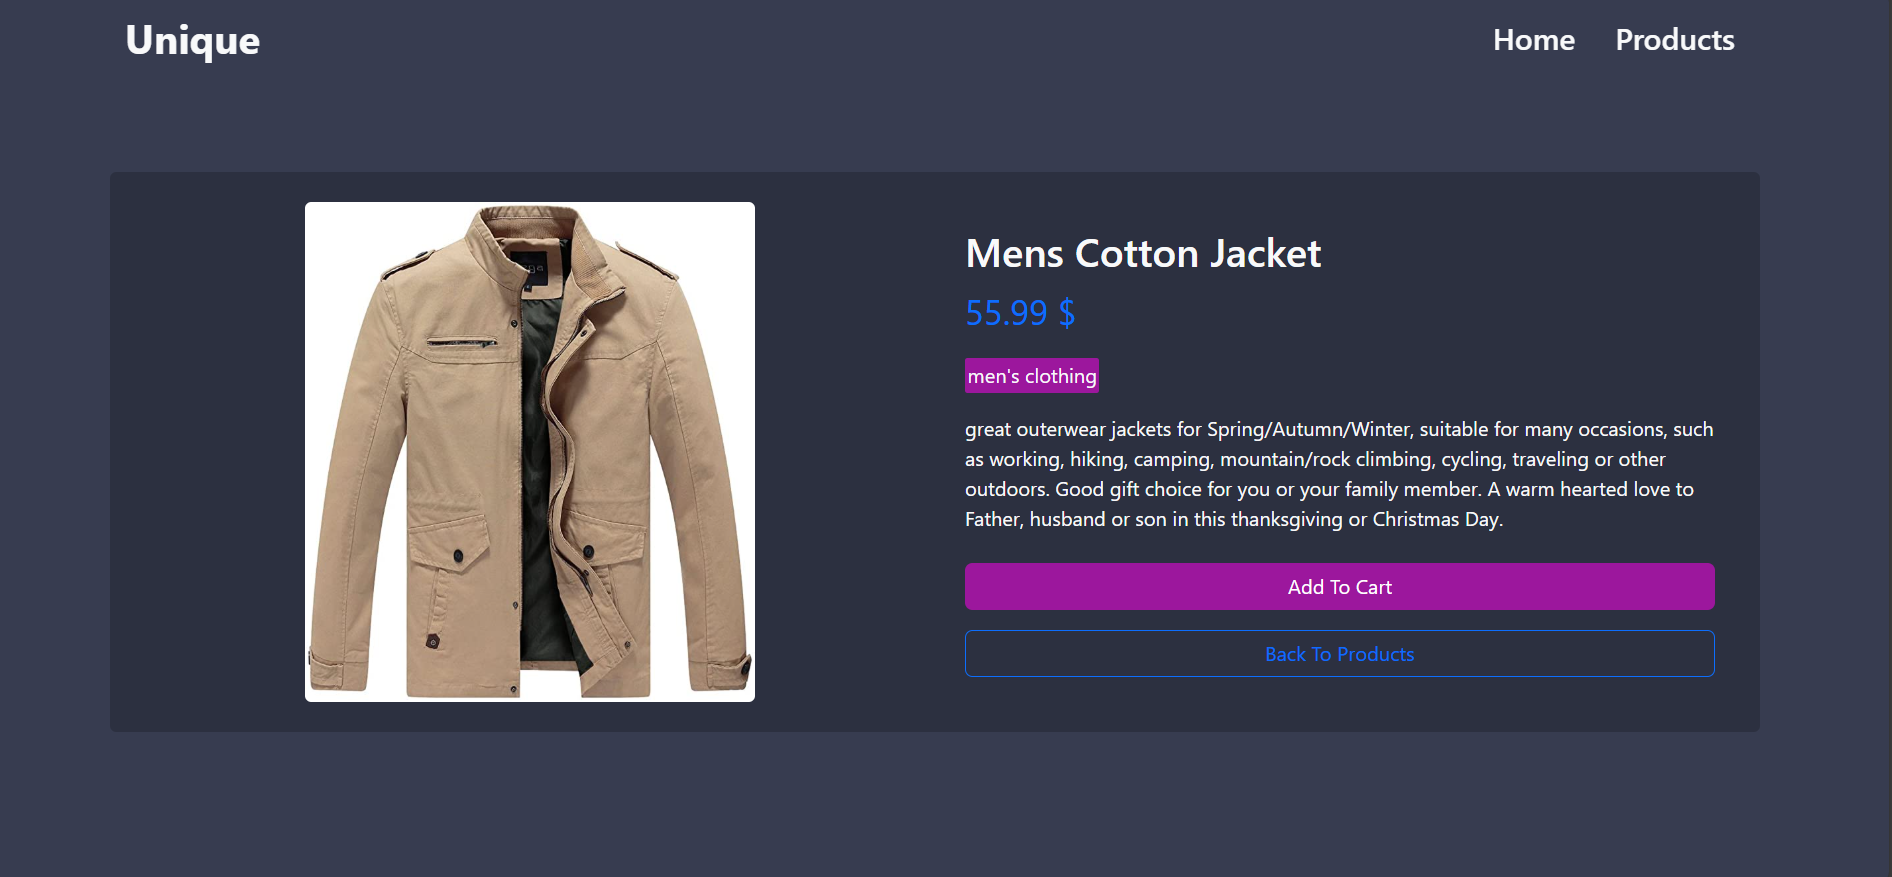 Unique
Home
Products
Mens Cotton Jacket
55.99 $
men's clothing
great outerwear jackets for Spring/Autumn/Winter, suitable for many occasions, such
as working, hiking, camping, mountain/rock climbing, cycling, traveling or other
outdoors. Good gift choice for you or your family member. A warm hearted love to
Father, husband or son in this thanksgiving or Christmas Day.
Add To Cart
Back To Products